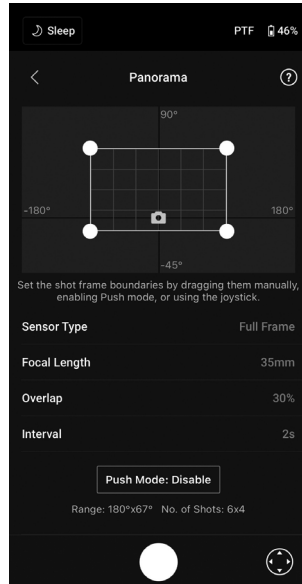 Sleep
PTF
46%
Panorama
?
90°
-180°
180°
-45°
Set the shot frame boundaries by dragging them manually,
enabling Push mode, or using the joystick.
Sensor Type
Full Frame
Focal Length
35mm
Overlap
30%
Interval
2s
Push Mode: Disable
Range: 180°x67° No. of Shots: 6x4